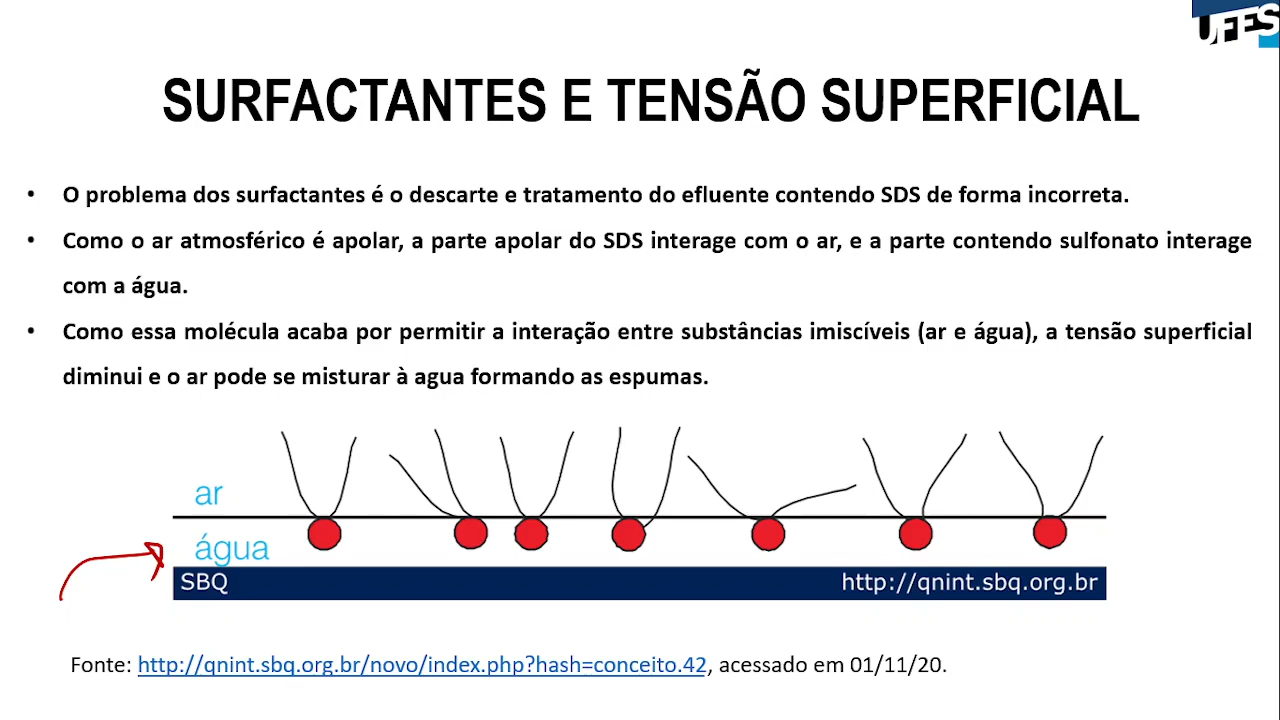 UFES
SURFACTANTES E TENSÃO SUPERFICIAL
• O problema dos surfactantes é o descarte e tratamento do efluente contendo SDS de forma incorreta.
• Como o ar atmosférico é apolar, a parte apolar do SDS interage com o ar, e a parte contendo sulfonato interage
com a água.
• Como essa molécula acaba por permitir a interação entre substâncias imiscíveis (ar e água), a tensão superficial
diminui e o ar pode se misturar à agua formando as espumas.
ar
água
SBQ http://qnint.sbq.org.br
Fonte: http://qnint.sbq.org.br/novo/index.php?hash=conceito.42, acessado em 01/11/20.